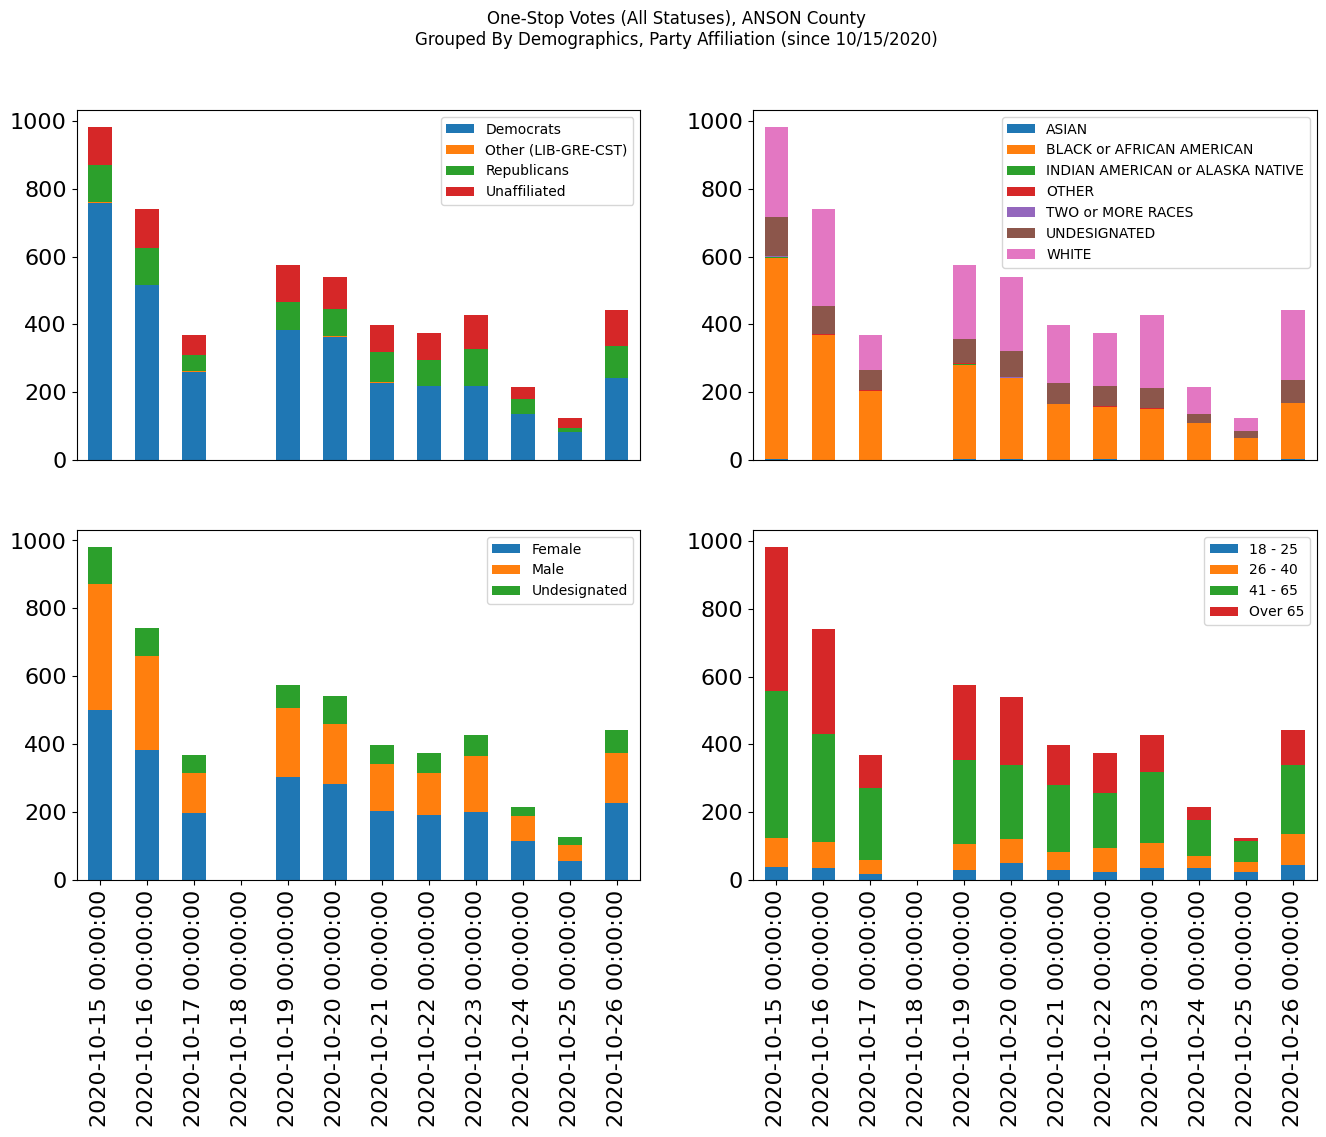 One-Stop Votes (All Statuses), ANSON County
Grouped By Demographics, Party Affiliation (since 10/15/2020)
1000
800
600
400
200
0
Democrats
Other (LIB-GRE-CST)
Republicans
Unaffiliated
1000
800
600
400
200
0
ASIAN
BLACK or AFRICAN AMERICAN
INDIAN AMERICAN or ALASKA NATIVE
OTHER
TWO or MORE RACES
UNDESIGNATED
WHITE
1000
800
600
400
200
0
Female
Male
Undesignated
2020-10-15 00:00:00
2020-10-16 00:00:00
2020-10-17 00:00:00
2020-10-18 00:00:00
2020-10-19 00:00:00
2020-10-20 00:00:00
2020-10-21 00:00:00
2020-10-22 00:00:00
2020-10-23 00:00:00
2020-10-24 00:00:00
2020-10-25 00:00:00
2020-10-26 00:00:00
1000
800
600
400
200
0
18 - 25
26 - 40
41 - 65
Over 65
2020-10-15 00:00:00
2020-10-16 00:00:00
2020-10-17 00:00:00
2020-10-18 00:00:00
2020-10-19 00:00:00
2020-10-20 00:00:00
2020-10-21 00:00:00
2020-10-22 00:00:00
2020-10-23 00:00:00
2020-10-24 00:00:00
2020-10-25 00:00:00
2020-10-26 00:00:00